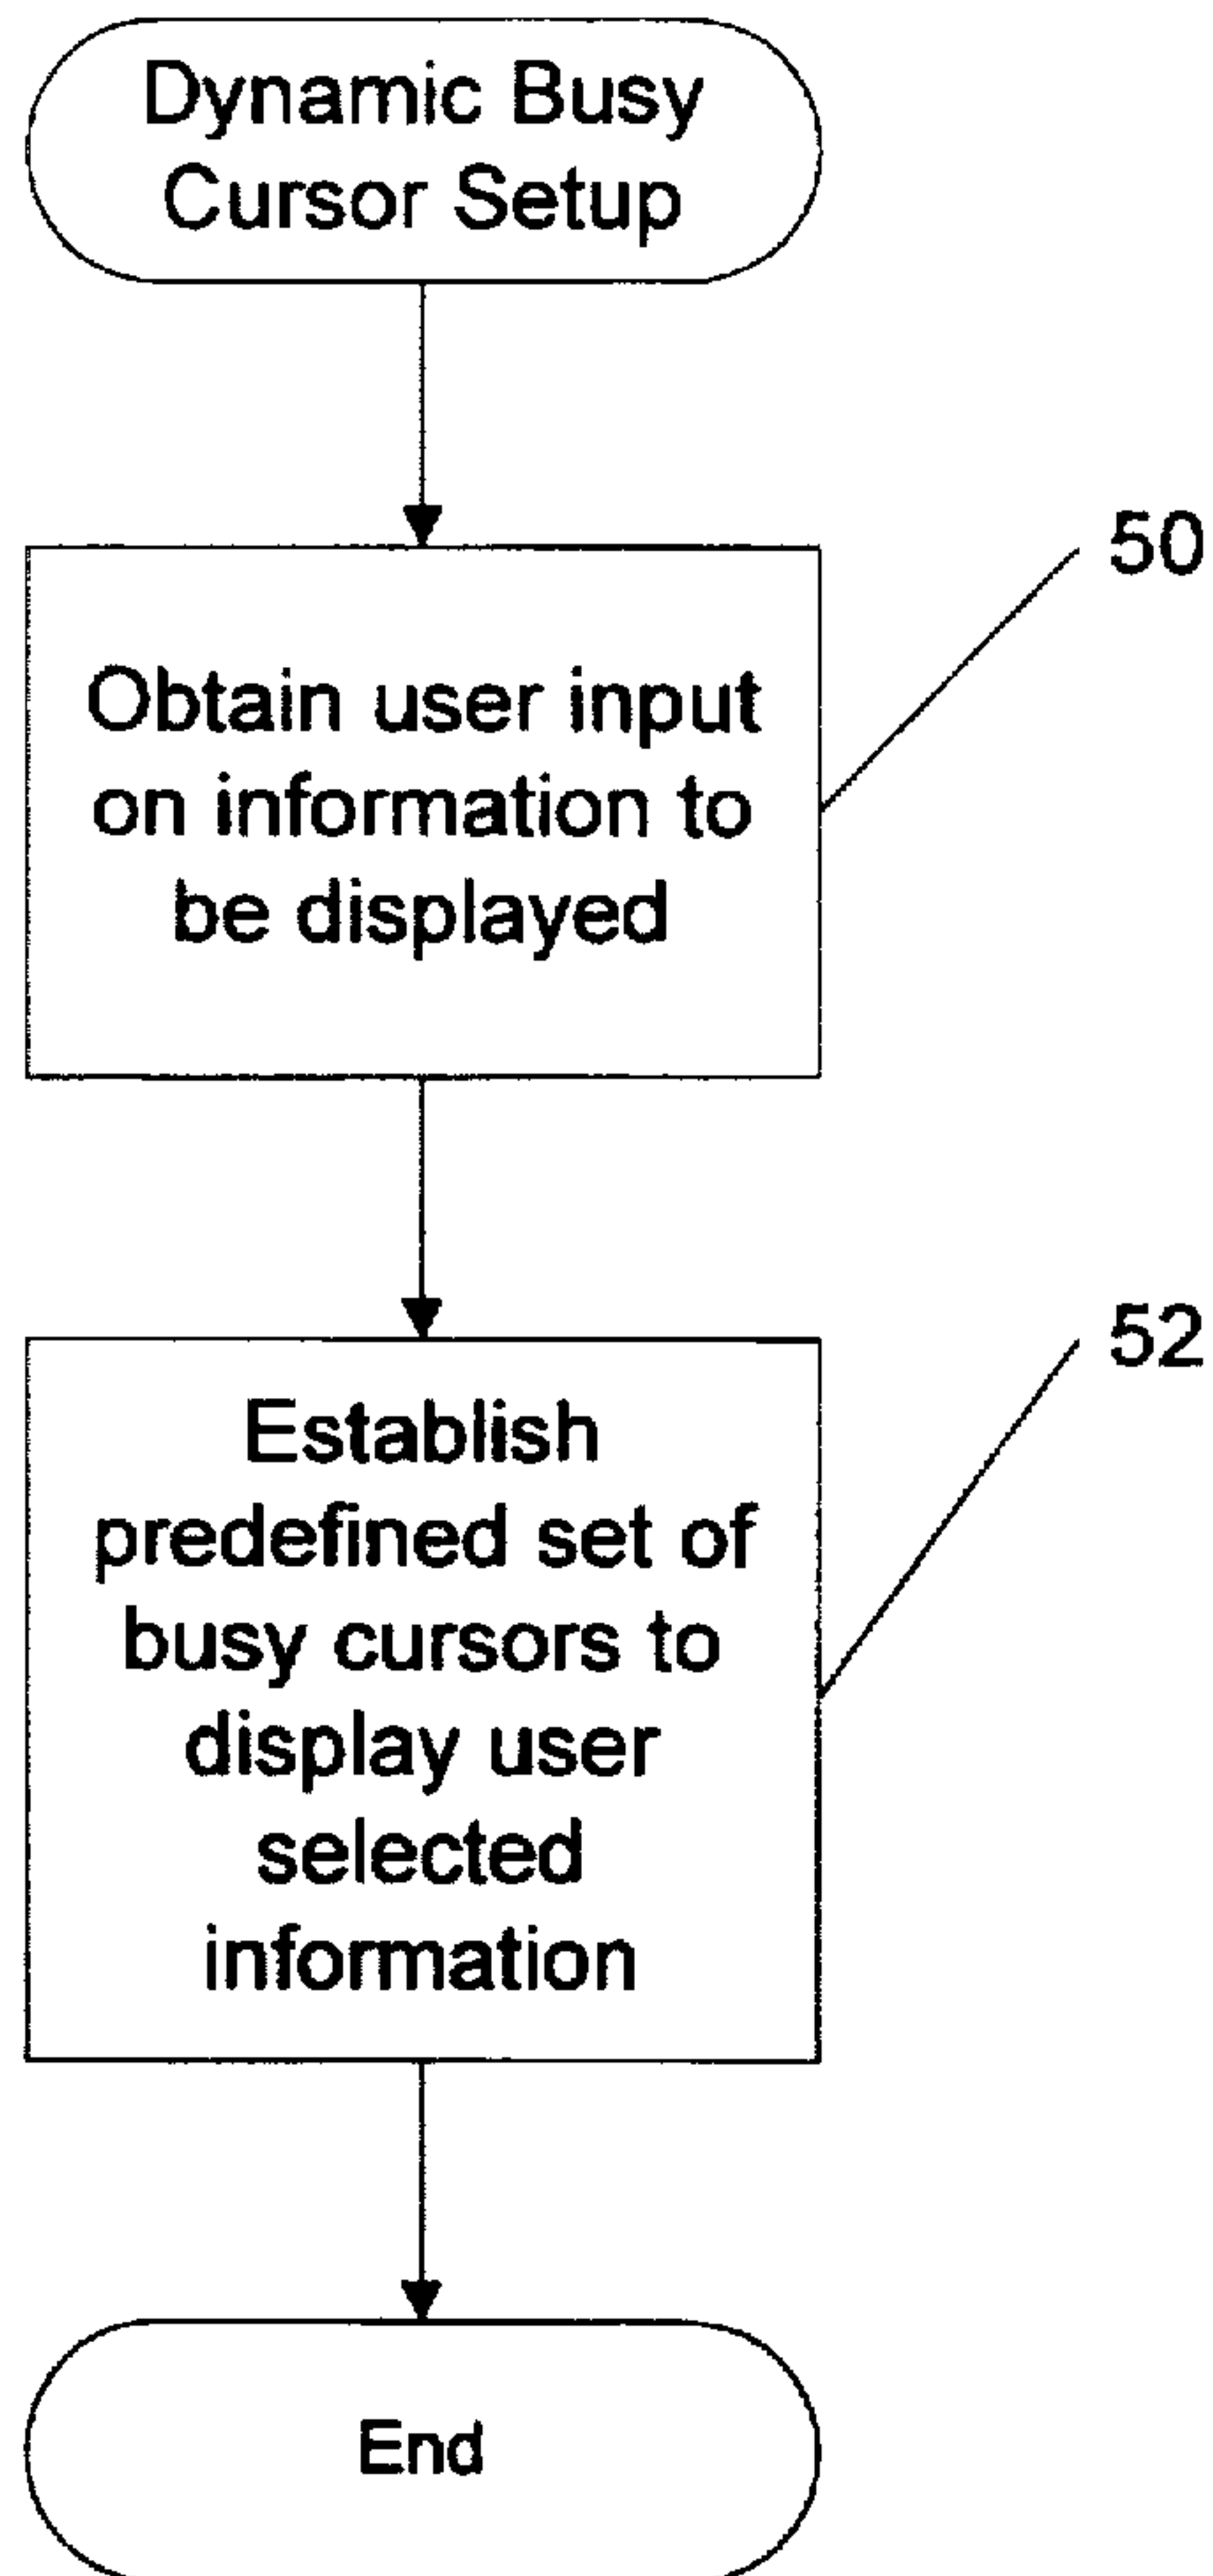 Dynamic Busy
Cursor Setup
50
Obtain user input
on information to
be displayed
52
Establish
predefined set of
busy cursors to
display user
selected
information
End